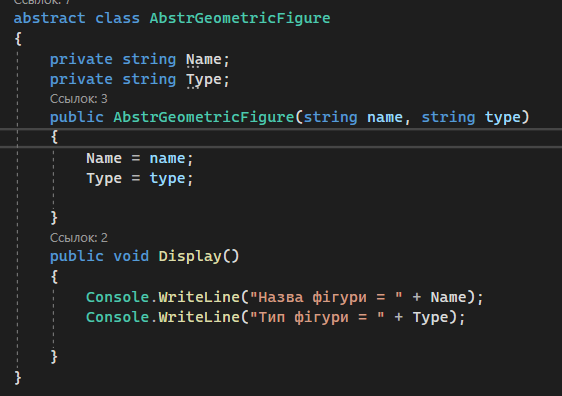 Ссылок: 7
abstract class AbstrGeometricFigure
{
private string Name;
private string Type;
Ссылок: 3
public AbstrGeometricFigure(string name, string type)
{
Name = name;
Type = type;
}
Ссылок: 2
public void Display()
{
Console.WriteLine("Назва фігури = " + Name);
Console.WriteLine("Тип фігури = " + Type);
}
}